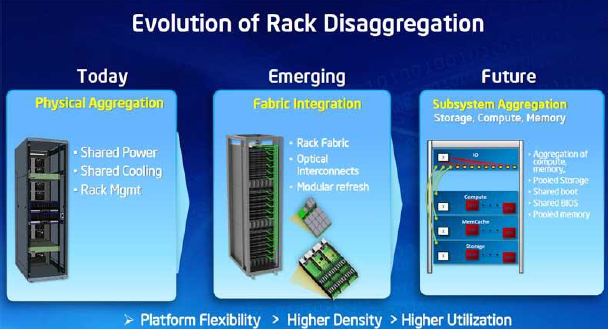 Evolution of Rack Disaggregation
Today
Physical Aggregation
• Shared Power
• Shared Cooling
• Rack Mgmt
Emerging
Fabric Integration
• Rack Fabric
• Optical
Interconnects
• Modular refresh
Future
Subsystem Aggregation
Storage, Compute, Memory
IO
Compute
MemCache
Storage
• Aggregation of
compute,
memory,
• Pooled Storage
• Shared boot
• Shared BIOS
• Pooled memory
➢ Platform Flexibility > Higher Density > Higher Utilization